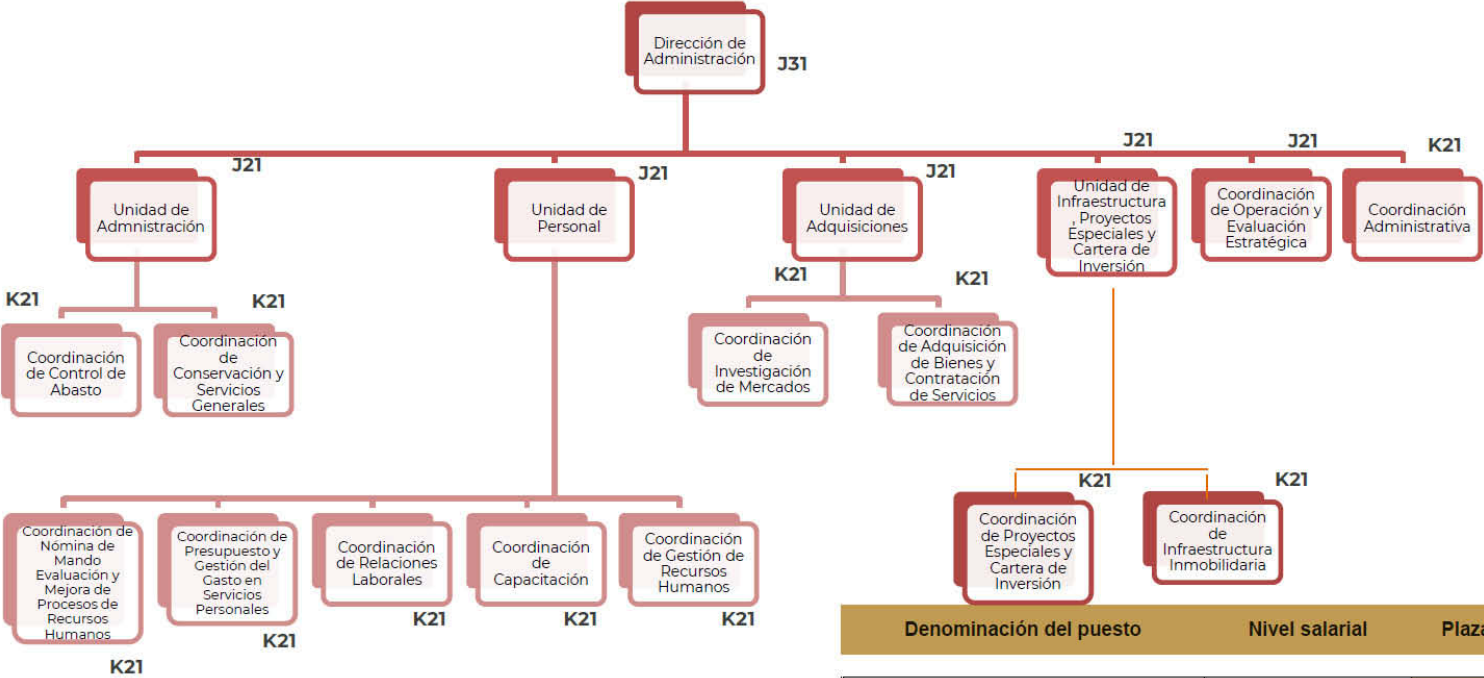 Dirección de
Administración
J31
J21
Unidad de
Admnistración
J21
Unidad de
Personal
J21
Unidad de
Adquisiciones
J21
Unidad de
Infraestructura
, Proyectos
Especiales y
Cartera de
Inversión
J21
Coordinación
de Operación y
Evaluación
Estratégica
K21
Coordinación
Administrativa
K21
Coordinación
de Control de
Abasto
K21
Coordinación
de
Conservación y
Servicios
Generales
K21
Coordinación
de
Investigación
de Mercados
K21
Coordinación
de Adquisición
de Bienes y
Contratación
de Servicios
Coordinación de
Nómina de
Mando
Evaluación y
Mejora de
Procesos de
Recursos
Humanos
K21
Coordinación de
Presupuesto y
Gestión del
Gasto en
Servicios
Personales
K21
Coordinación
de Relaciones
Laborales
K21
Coordinación
de
Capacitación
K21
Coordinación
de Gestión de
Recursos
Humanos
K21
K21
Coordinación
de Proyectos
Especiales y
Cartera de
Inversión
K21
Coordinación
de
Infraestructura
Inmobilidaria
Denominación del puesto Nivel salarial